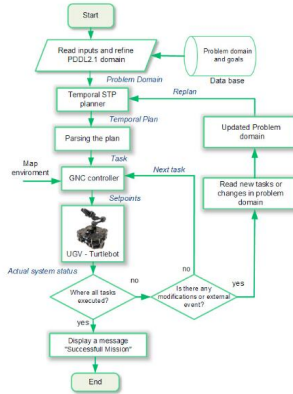 Start
Read inputs and refine
PDDL2.1 domain
Problem domain
and goals
Data base
Problem Domain
Temporal STP
planner
Replan
Temporal Plan
Updated Problem
domain
Parsing the plan
Task
Next task
Map
enviroment
GNC controller
Read new tasks or
changes in problem
domain
Setpoints
UGV - Turtlebot
Actual system status
no
yes
Where all tasks
executed?
no
Is there any
modifications or external
event?
yes
Display a message
"Successfull Mission"
End